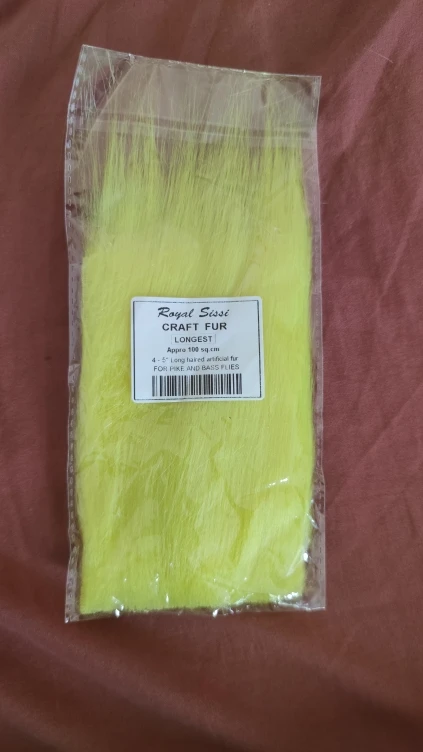 Royal Sissi
CRAFT FUR
LONGEST
Appro 100 sq.cm
4 - 5" Long haired artificial fur
FOR PIKE AND BASS FLIES